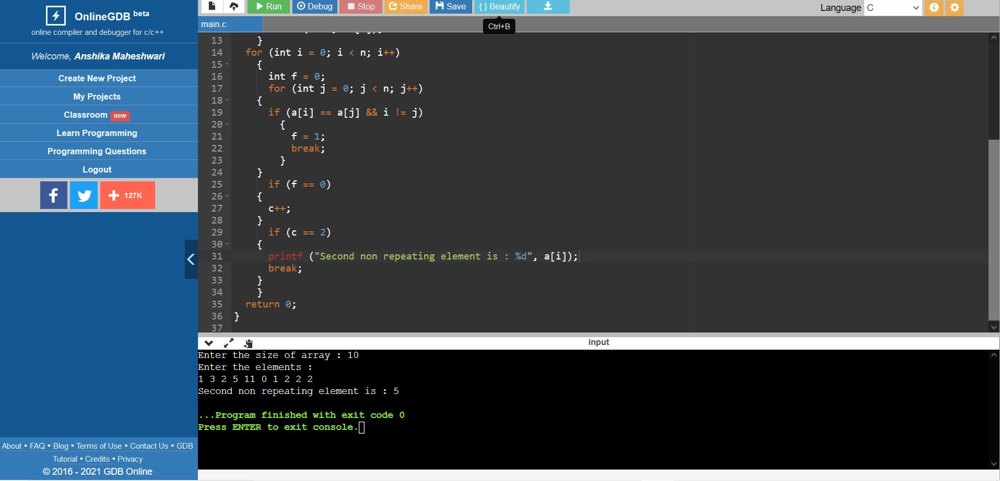 OnlineGDB beta
online compiler and debugger for c/c++
Welcome, Anshika Maheshwari
Create New Project
My Projects
Classroom new
Learn Programming
Programming Questions
Logout
127K
About • FAQ • Blog • Terms of Use • Contact Us • GDB
Tutorial • Credits • Privacy
© 2016 - 2021 GDB Online
Run Debug Stop Share Save { } Beautify
Language C
Ctrl+B
main.c
13 }
14 for (int i = 0; i < n; i++)
15 {
16 int f = 0;
17 for (int j = 0; j < n; j++)
18 {
19 if (a[i] == a[j] && i != j)
20 {
21 f = 1;
22 break;
23 }
24 }
25 if (f == 0)
26 {
27 c++;
28 }
29 if (c == 2)
30 {
31 printf ("Second non repeating element is : %d", a[i]);
32 break;
33 }
34 }
35 return 0;
36 }
37
input
Enter the size of array : 10
Enter the elements :
1 3 2 5 11 0 1 2 2 2
Second non repeating element is : 5
...Program finished with exit code 0
Press ENTER to exit console.